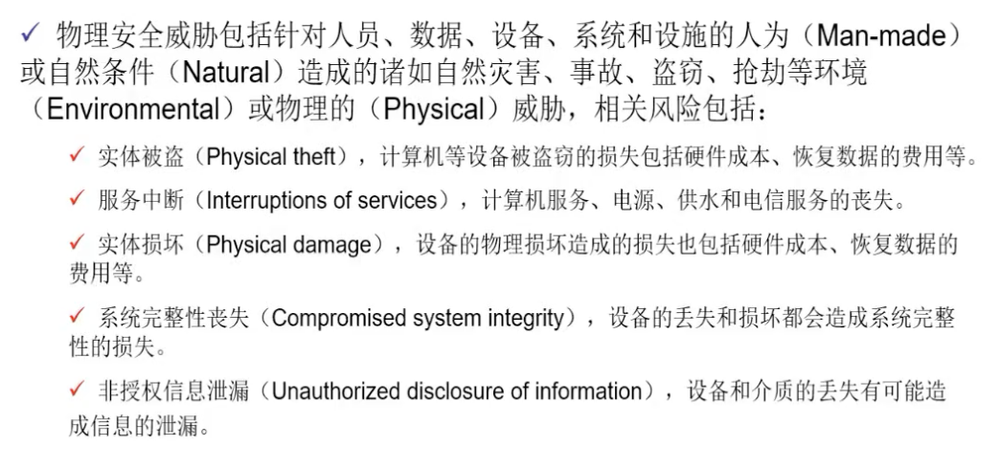 ✓ 物理安全威胁包括针对人员、数据、设备、系统和设施的人为（Man-made）
或自然条件（Natural）造成的诸如自然灾害、事故、盗窃、抢劫等环境
（Environmental）或物理的（Physical）威胁，相关风险包括：
✓ 实体被盗（Physical theft），计算机等设备被盗窃的损失包括硬件成本、恢复数据的费用等。
✓ 服务中断（Interruptions of services），计算机服务、电源、供水和电信服务的丧失。
✓ 实体损坏（Physical damage），设备的物理损坏造成的损失也包括硬件成本、恢复数据的
费用等。
✓ 系统完整性丧失（Compromised system integrity），设备的丢失和损坏都会造成系统完整
性的损失。
✓ 非授权信息泄漏（Unauthorized disclosure of information），设备和介质的丢失有可能造
成信息的泄漏。